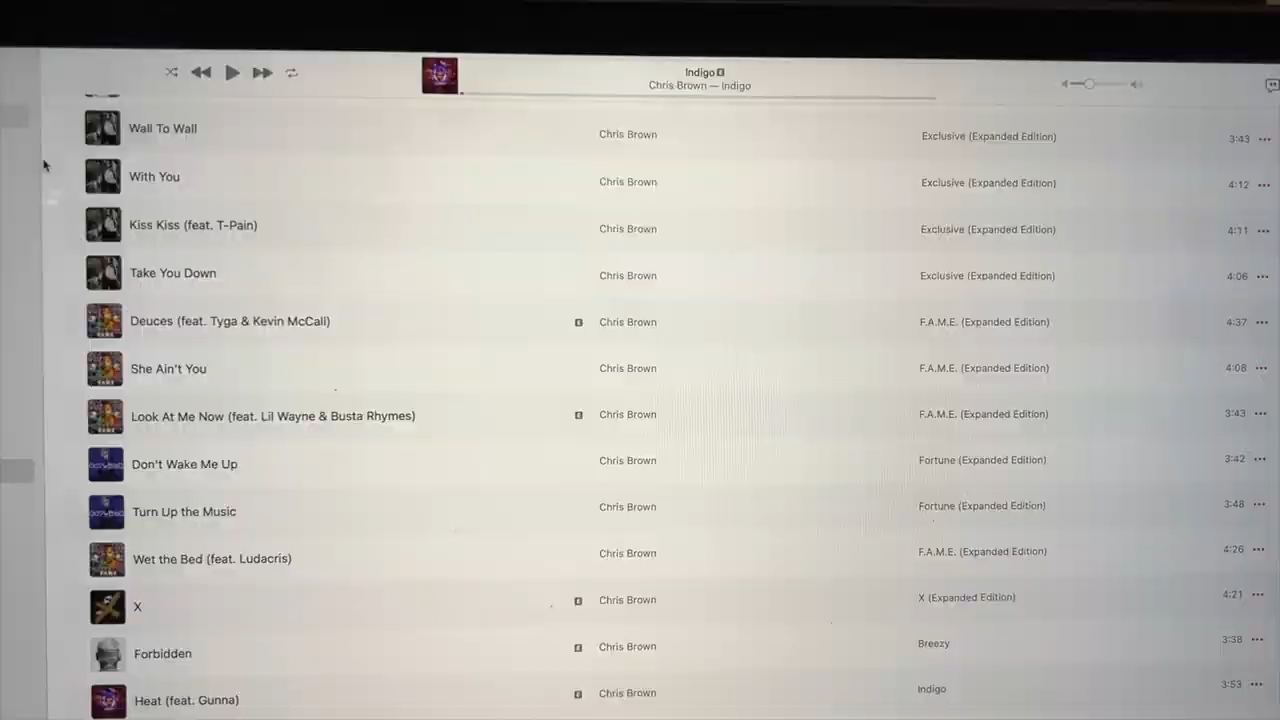 Indigo E
Chris Brown — Indigo
Wall To Wall Chris Brown Exclusive (Expanded Edition) 3:43
With You Chris Brown Exclusive (Expanded Edition) 4:12
Kiss Kiss (feat. T-Pain) Chris Brown Exclusive (Expanded Edition) 4:11
Take You Down Chris Brown Exclusive (Expanded Edition) 4:06
Deuces (feat. Tyga & Kevin McCall) E Chris Brown F.A.M.E. (Expanded Edition) 4:37
She Ain't You Chris Brown F.A.M.E. (Expanded Edition) 4:08
Look At Me Now (feat. Lil Wayne & Busta Rhymes) E Chris Brown F.A.M.E. (Expanded Edition) 3:43
Don't Wake Me Up Chris Brown Fortune (Expanded Edition) 3:42
Turn Up the Music Chris Brown Fortune (Expanded Edition) 3:48
Wet the Bed (feat. Ludacris) Chris Brown F.A.M.E. (Expanded Edition) 4:26
X E Chris Brown X (Expanded Edition) 4:21
Forbidden E Chris Brown Breezy 3:38
Heat (feat. Gunna) E Chris Brown Indigo 3:53